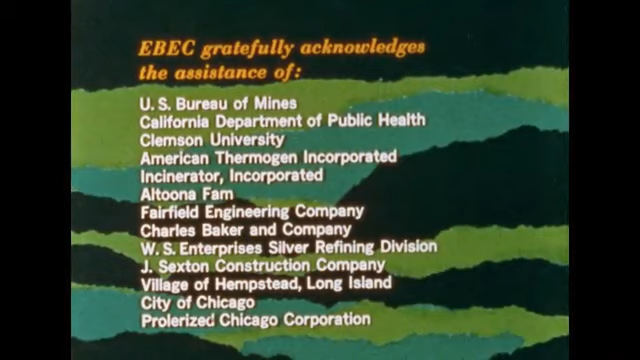 EBEC gratefully acknowledges
the assistance of:
U. S. Bureau of Mines
California Department of Public Health
Clemson University
American Thermogen Incorporated
Incinerator, Incorporated
Altoona Fam
Fairfield Engineering Company
Charles Baker and Company
W. S. Enterprises Silver Refining Division
J. Sexton Construction Company
Village of Hempstead, Long Island
City of Chicago
Prolerized Chicago Corporation